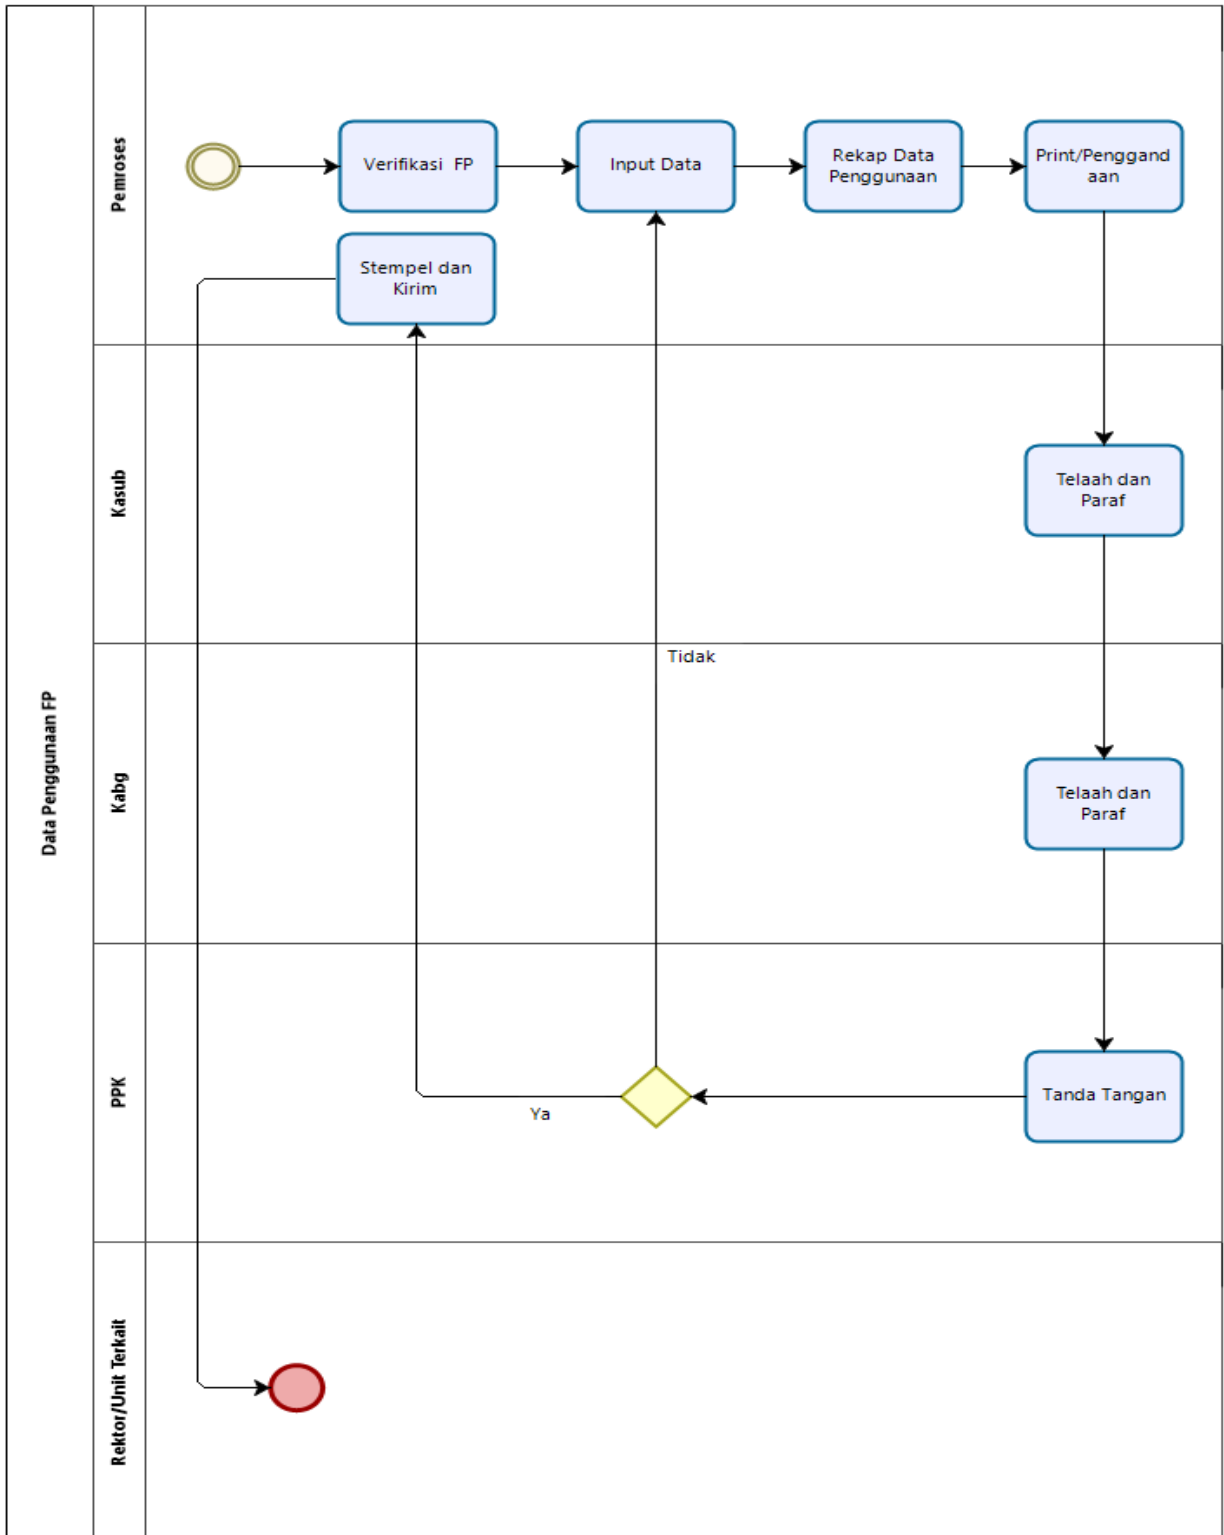 Data Penggunaan FP
Pemroses
Verifikasi FP
Input Data
Rekap Data
Penggunaan
Print/Penggand
aan
Stempel dan
Kirim
Kasub
Telaah dan
Paraf
Tidak
Kabg
Telaah dan
Paraf
PPK
Ya
Tanda Tangan
Rektor/Unit Terkait